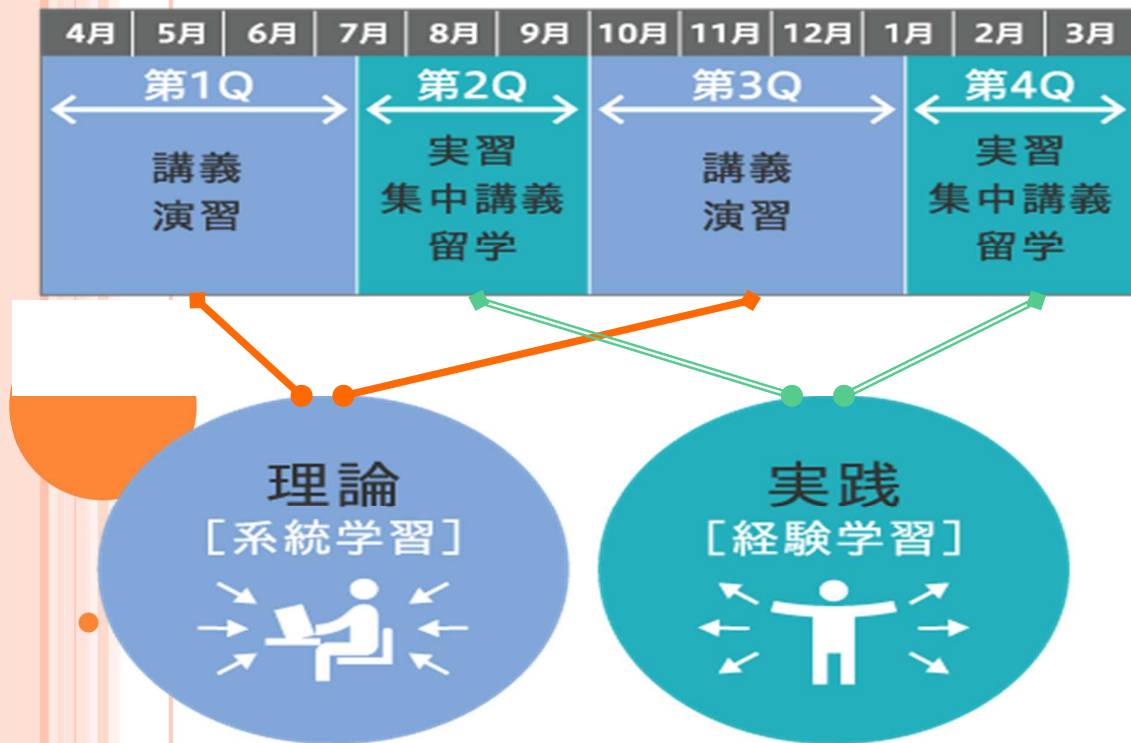 4月 5月 6月 7月 8月 9月 10月 11月 12月 1月 2月 3月
第1Q
講義
演習
第2Q
実習
集中講義
留学
第3Q
講義
演習
第4Q
実習
集中講義
留学
理論
［系統学習］
実践
［経験学習］